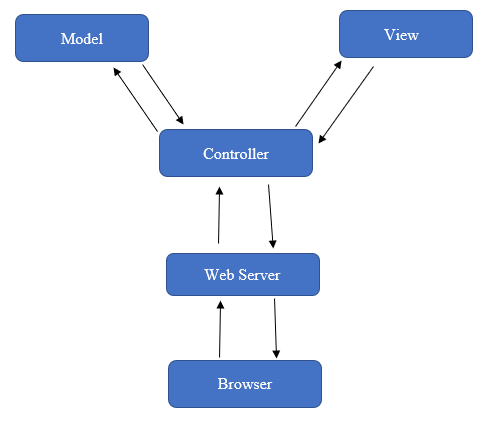 Model
View
Controller
Web Server
Browser